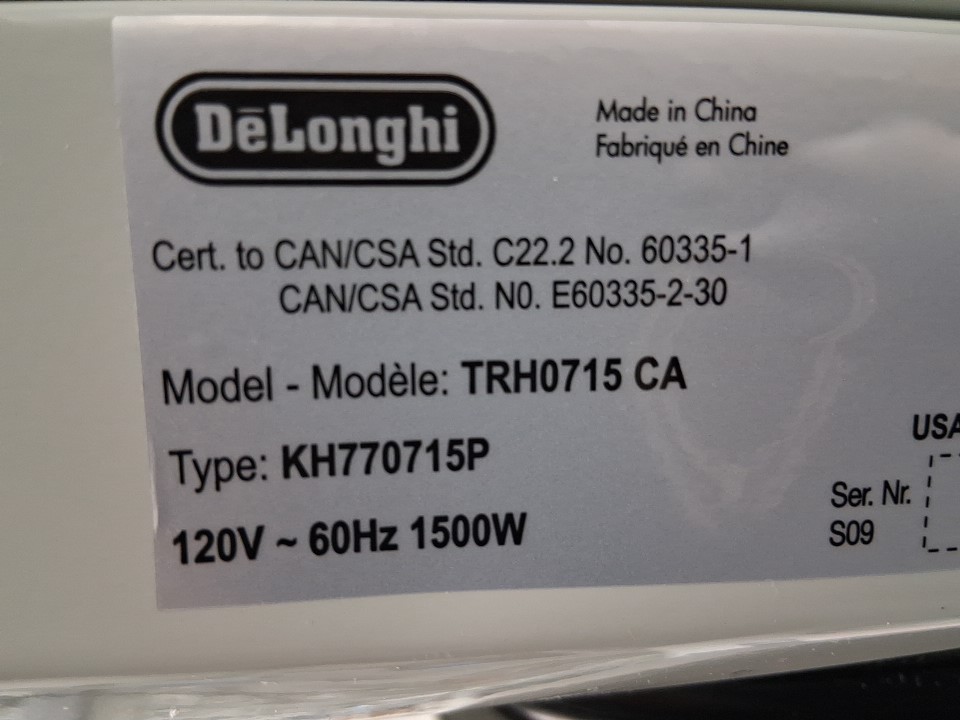 DēLonghi
Made in China
Fabriqué en Chine
Cert. to CAN/CSA Std. C22.2 No. 60335-1
CAN/CSA Std. N0. E60335-2-30
Model - Modèle: TRH0715 CA
Type: KH770715P
120V ~ 60Hz 1500W
USA
Ser. Nr.
S09